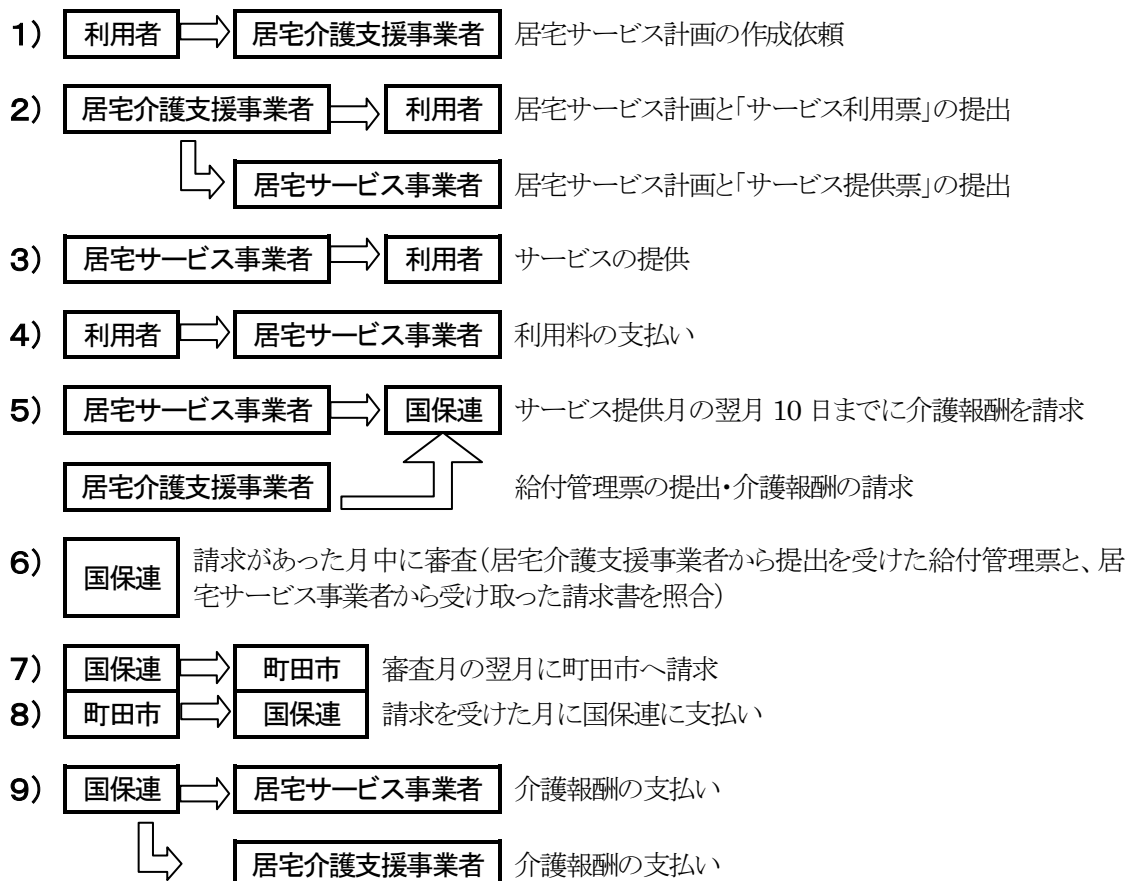 1） 利用者 居宅介護支援事業者 居宅サービス計画の作成依頼
2） 居宅介護支援事業者 利用者 居宅サービス計画と「サービス利用票」の提出
居宅サービス事業者 居宅サービス計画と「サービス提供票」の提出
3） 居宅サービス事業者 利用者 サービスの提供
4） 利用者 居宅サービス事業者 利用料の支払い
5） 居宅サービス事業者 国保連 サービス提供月の翌月 10 日までに介護報酬を請求
居宅介護支援事業者 給付管理票の提出・介護報酬の請求
6） 国保連 請求があった月中に審査（居宅介護支援事業者から提出を受けた給付管理票と、居
宅サービス事業者から受け取った請求書を照合）
7） 国保連 町田市 審査月の翌月に町田市へ請求
8） 町田市 国保連 請求を受けた月に国保連に支払い
9） 国保連 居宅サービス事業者 介護報酬の支払い
居宅介護支援事業者 介護報酬の支払い